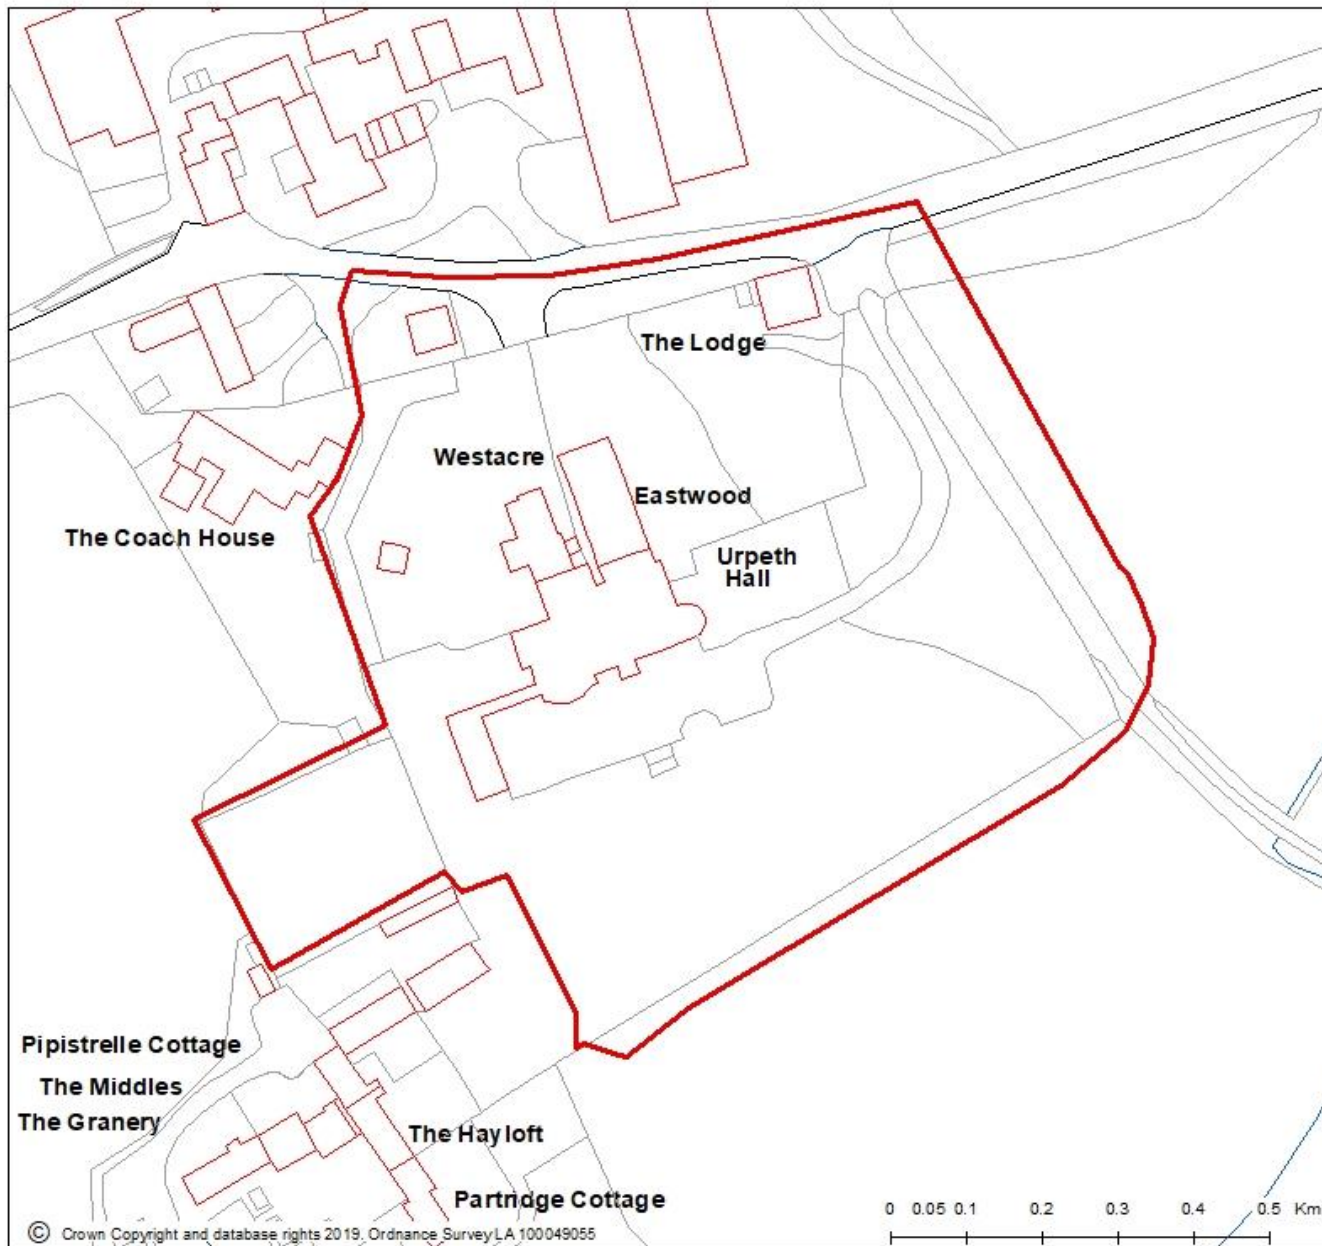 The Lodge
Westacre
Eastwood
The Coach House
Urpeth
Hall
Pipistrelle Cottage
The Middles
The Granery
The Hayloft
Partridge Cottage
0 0.05 0.1 0.2 0.3 0.4 0.5 Km
© Crown Copyright and database rights 2019. Ordnance Survey LA 100049055